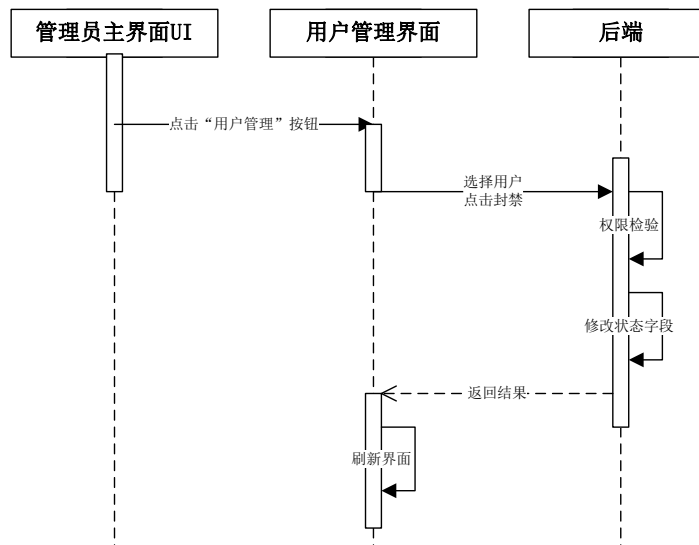 管理员主界面UI
用户管理界面
后端
点击“用户管理”按钮
选择用户
点击封禁
权限检验
修改状态字段
返回结果
刷新界面